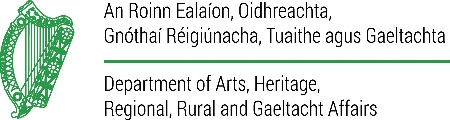 An Roinn Ealaíon, Oidhreachta,
Gnóthaí Réigiúnacha, Tuaithe agus Gaeltachta
Department of Arts, Heritage,
Regional, Rural and Gaeltacht Affairs